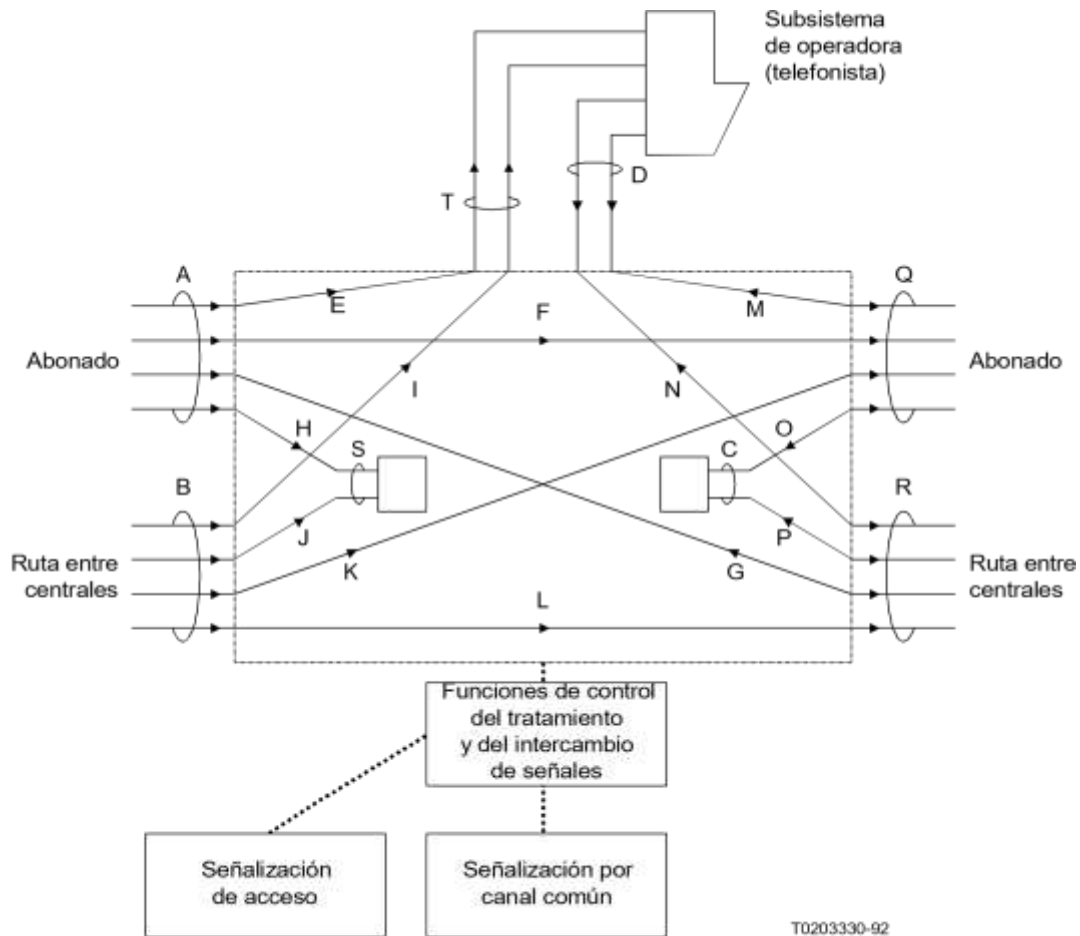 Subsistema
de operadora
(telefonista)
D
T
A
Q
E
M
F
Abonado
Abonado
I
N
H
O
S
C
B
R
J
P
Ruta entre
centrales
K
G
Ruta entre
centrales
L
Funciones de control
del tratamiento
y del intercambio
de señales
Señalización
de acceso
Señalización por
canal común
T0203330-92